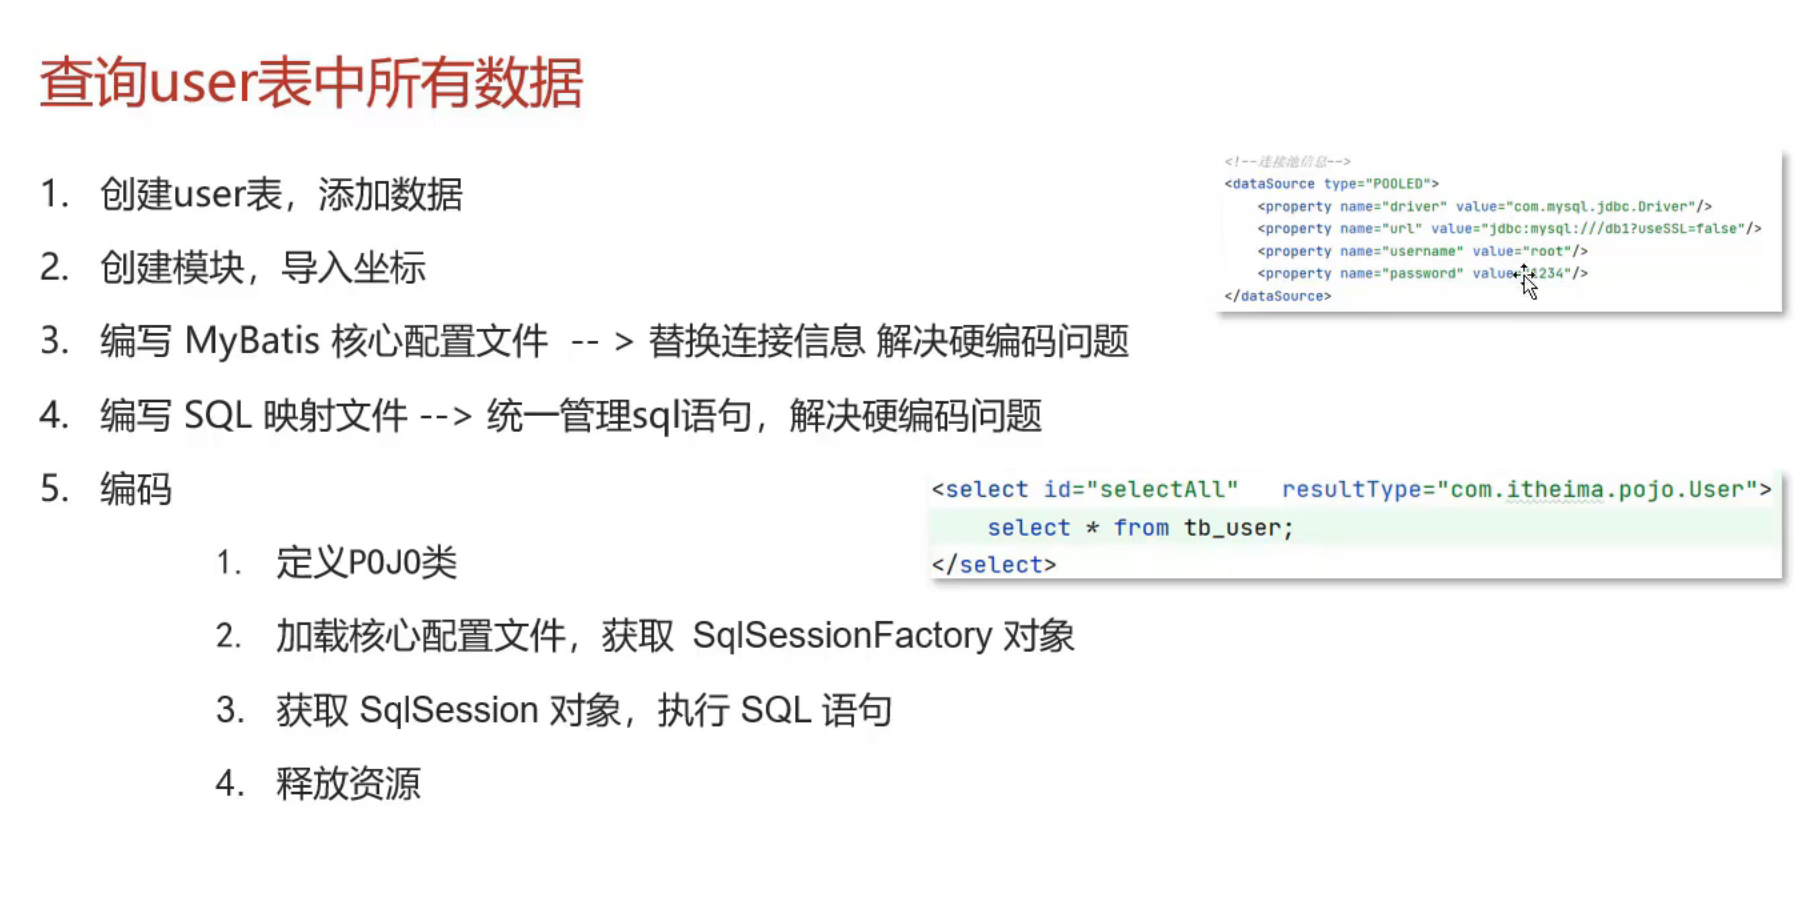 查询user表中所有数据
1. 创建user表，添加数据
2. 创建模块，导入坐标
3. 编写 MyBatis 核心配置文件 -- > 替换连接信息 解决硬编码问题
4. 编写 SQL 映射文件 --> 统一管理sql语句，解决硬编码问题
5. 编码
1. 定义POJO类
2. 加载核心配置文件，获取 SqlSessionFactory 对象
3. 获取 SqlSession 对象，执行 SQL 语句
4. 释放资源
<!--连接池信息-->
<dataSource type="POOLED">
<property name="driver" value="com.mysql.jdbc.Driver"/>
<property name="url" value="jdbc:mysql:///db1?useSSL=false"/>
<property name="username" value="root"/>
<property name="password" value="1234"/>
</dataSource>
<select id="selectAll" resultType="com.itheima.pojo.User">
select * from tb_user;
</select>